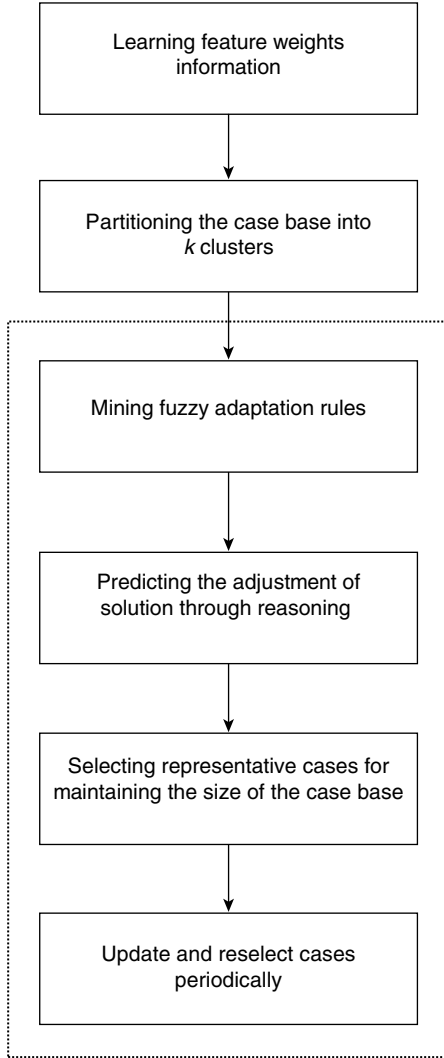 Learning feature weights
information
Partitioning the case base into
k clusters
Mining fuzzy adaptation rules
Predicting the adjustment of
solution through reasoning
Selecting representative cases for
maintaining the size of the case base
Update and reselect cases
periodically